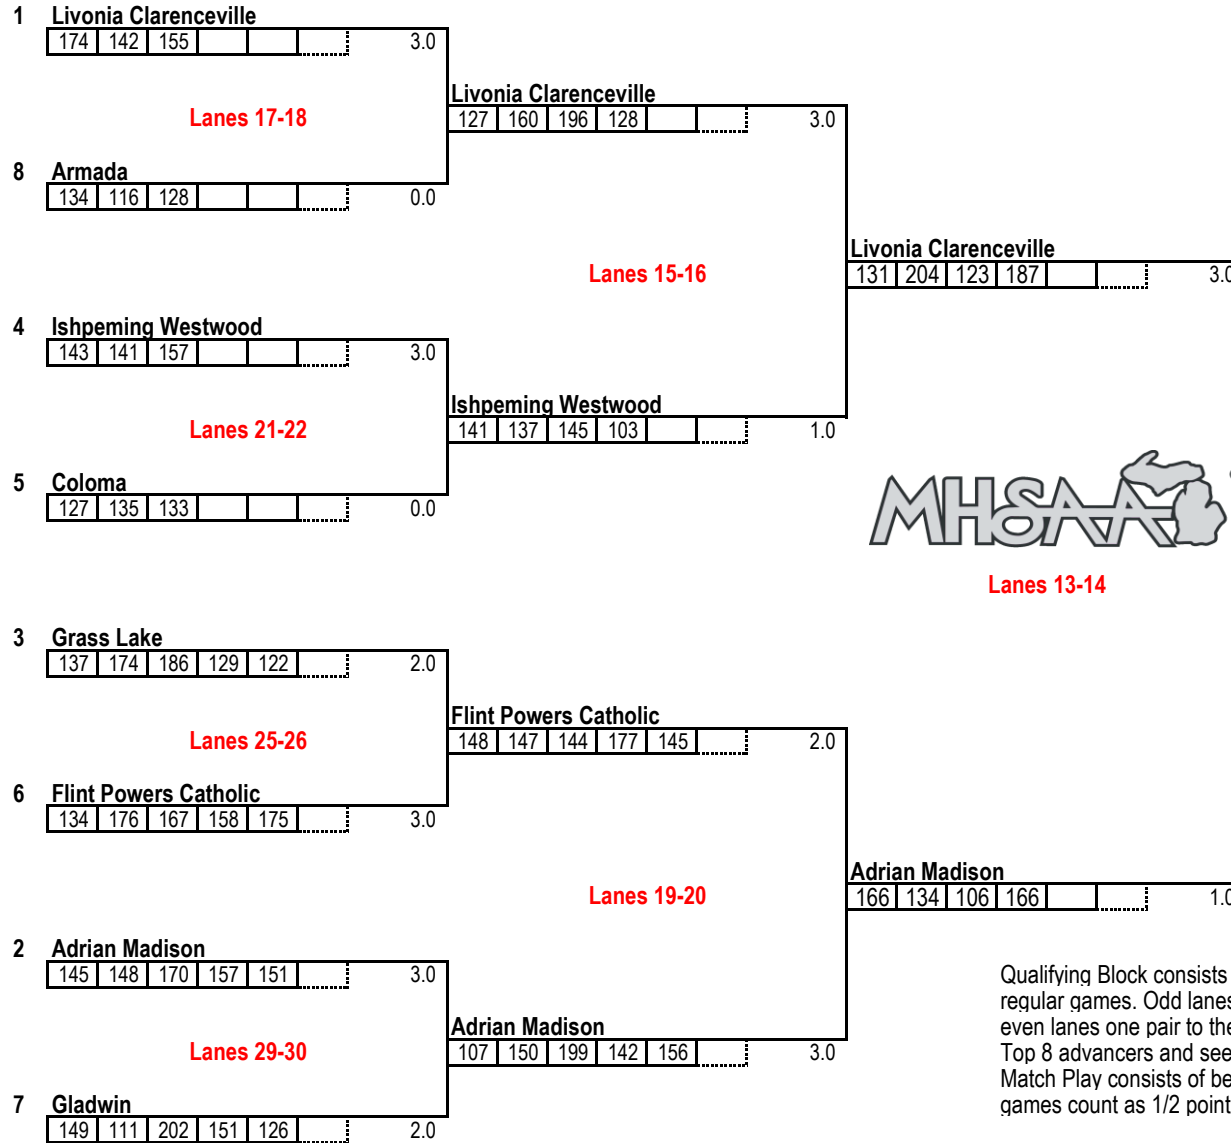 1 Livonia Clarenceville
174 142 155 3.0
Livonia Clarenceville
Lanes 17-18
127 160 196 128 3.0
8 Armada
134 116 128 0.0
Livonia Clarenceville
Lanes 15-16
131 204 123 187 3.0
4 Ishpeming Westwood
143 141 157 3.0
Ishpeming Westwood
Lanes 21-22
141 137 145 103 1.0
5 Coloma
127 135 133 0.0
MHSAA
Lanes 13-14
3 Grass Lake
137 174 186 129 122 2.0
Flint Powers Catholic
Lanes 25-26
148 147 144 177 145 2.0
6 Flint Powers Catholic
134 176 167 158 175 3.0
Adrian Madison
Lanes 19-20
166 134 106 166 1.0
2 Adrian Madison
145 148 170 157 151 3.0
Qualifying Block consists
regular games. Odd lanes
even lanes one pair to the
Adrian Madison
Lanes 29-30
107 150 199 142 156 3.0
Top 8 advancers and see
Match Play consists of be
games count as 1/2 point
7 Gladwin
149 111 202 151 126 2.0